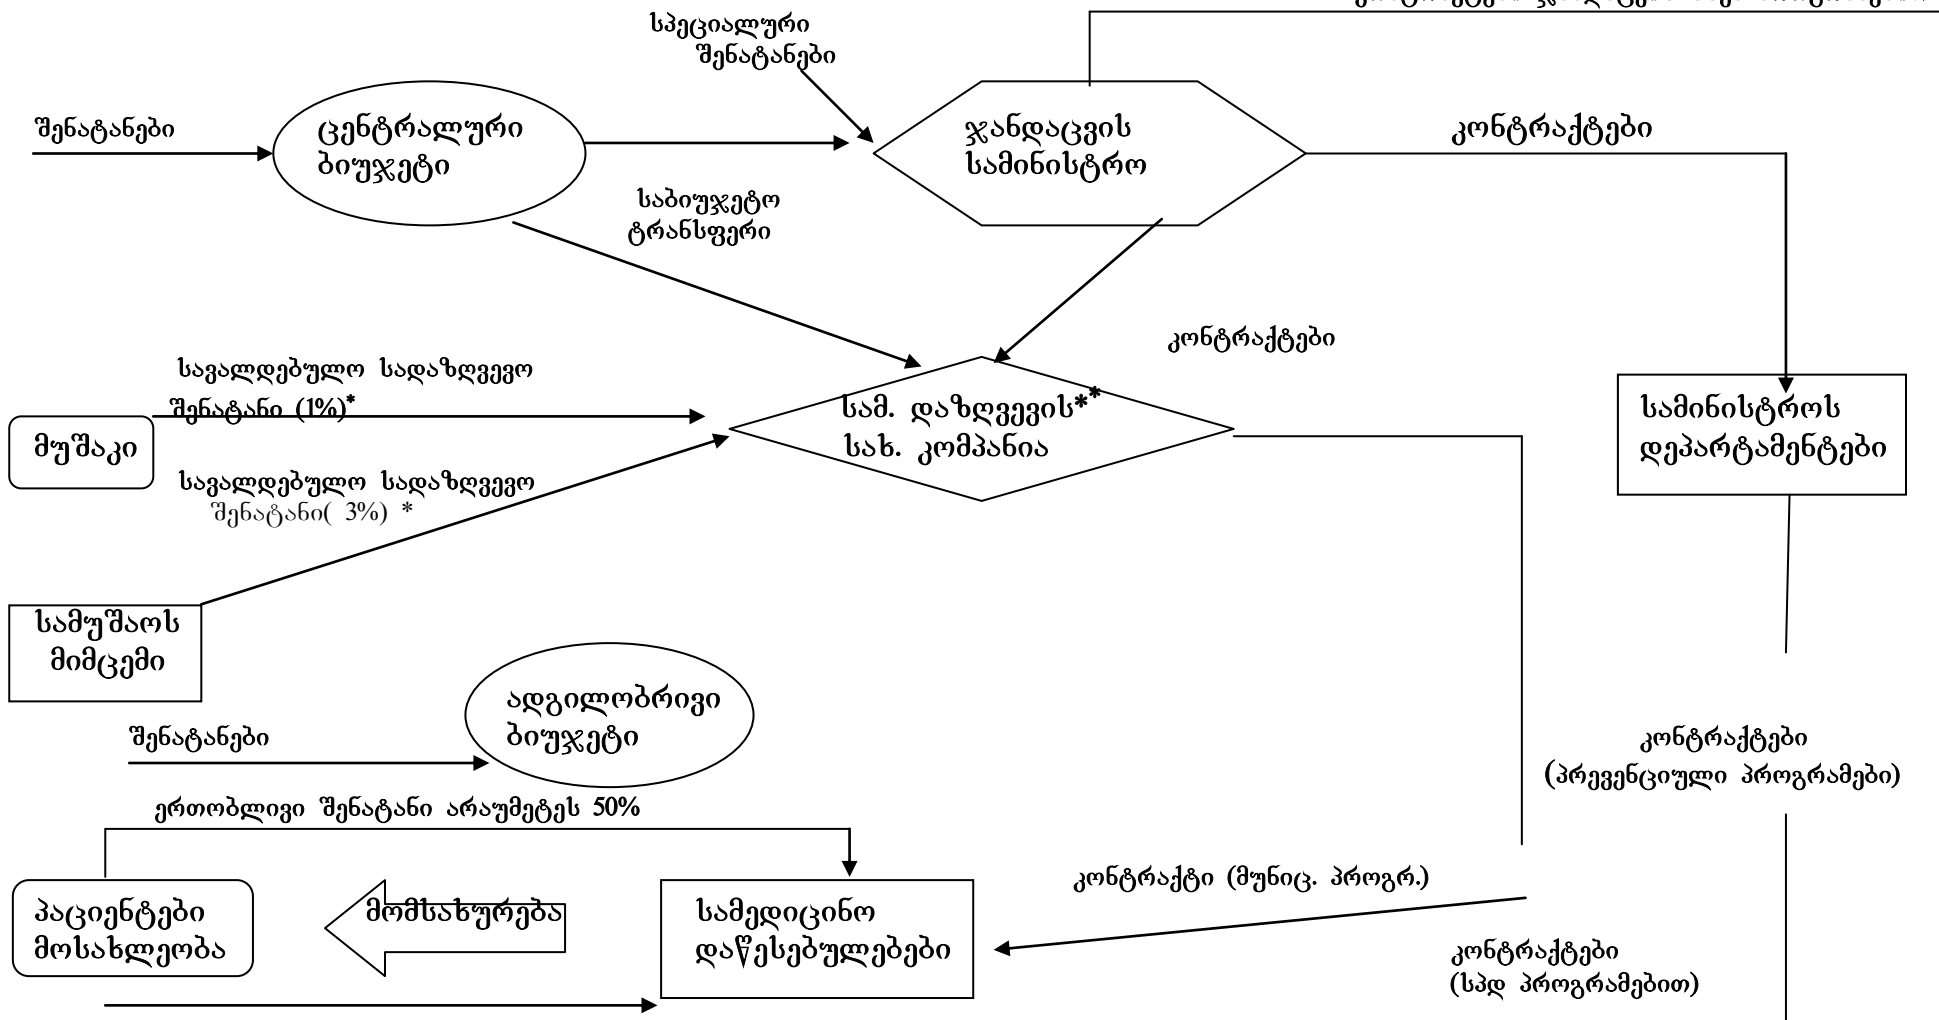 სპეციალური
შენატანები
შენატანები
ცენტრალური
ბიუჯეტი
ჯანდაცვის
სამინისტრო
კონტრაქტები
საბიუჯეტო
ტრანსფერი
კონტრაქტები
სავალდებულო სადაზღვევო
შენატანი (1%)*
მუშაკი
სამ. დაზღვევის**
სახ. კომპანია
სამინისტროს
დეპარტამენტები
სავალდებულო სადაზღვევო
შენატანი( 3%) *
სამუშაოს
მიმცემი
ადგილობრივი
ბიუჯეტი
შენატანები
კონტრაქტები
(პრევენციული პროგრამები)
ერთობლივი შენატანი არაუმეტეს 50%
კონტრაქტი (მუნიც. პროგრ.)
პაციენტები
მოსახლეობა
მომსახურება
სამედიცინო
დაწესებულებები
კონტრაქტები
(სპდ პროგრამებით)